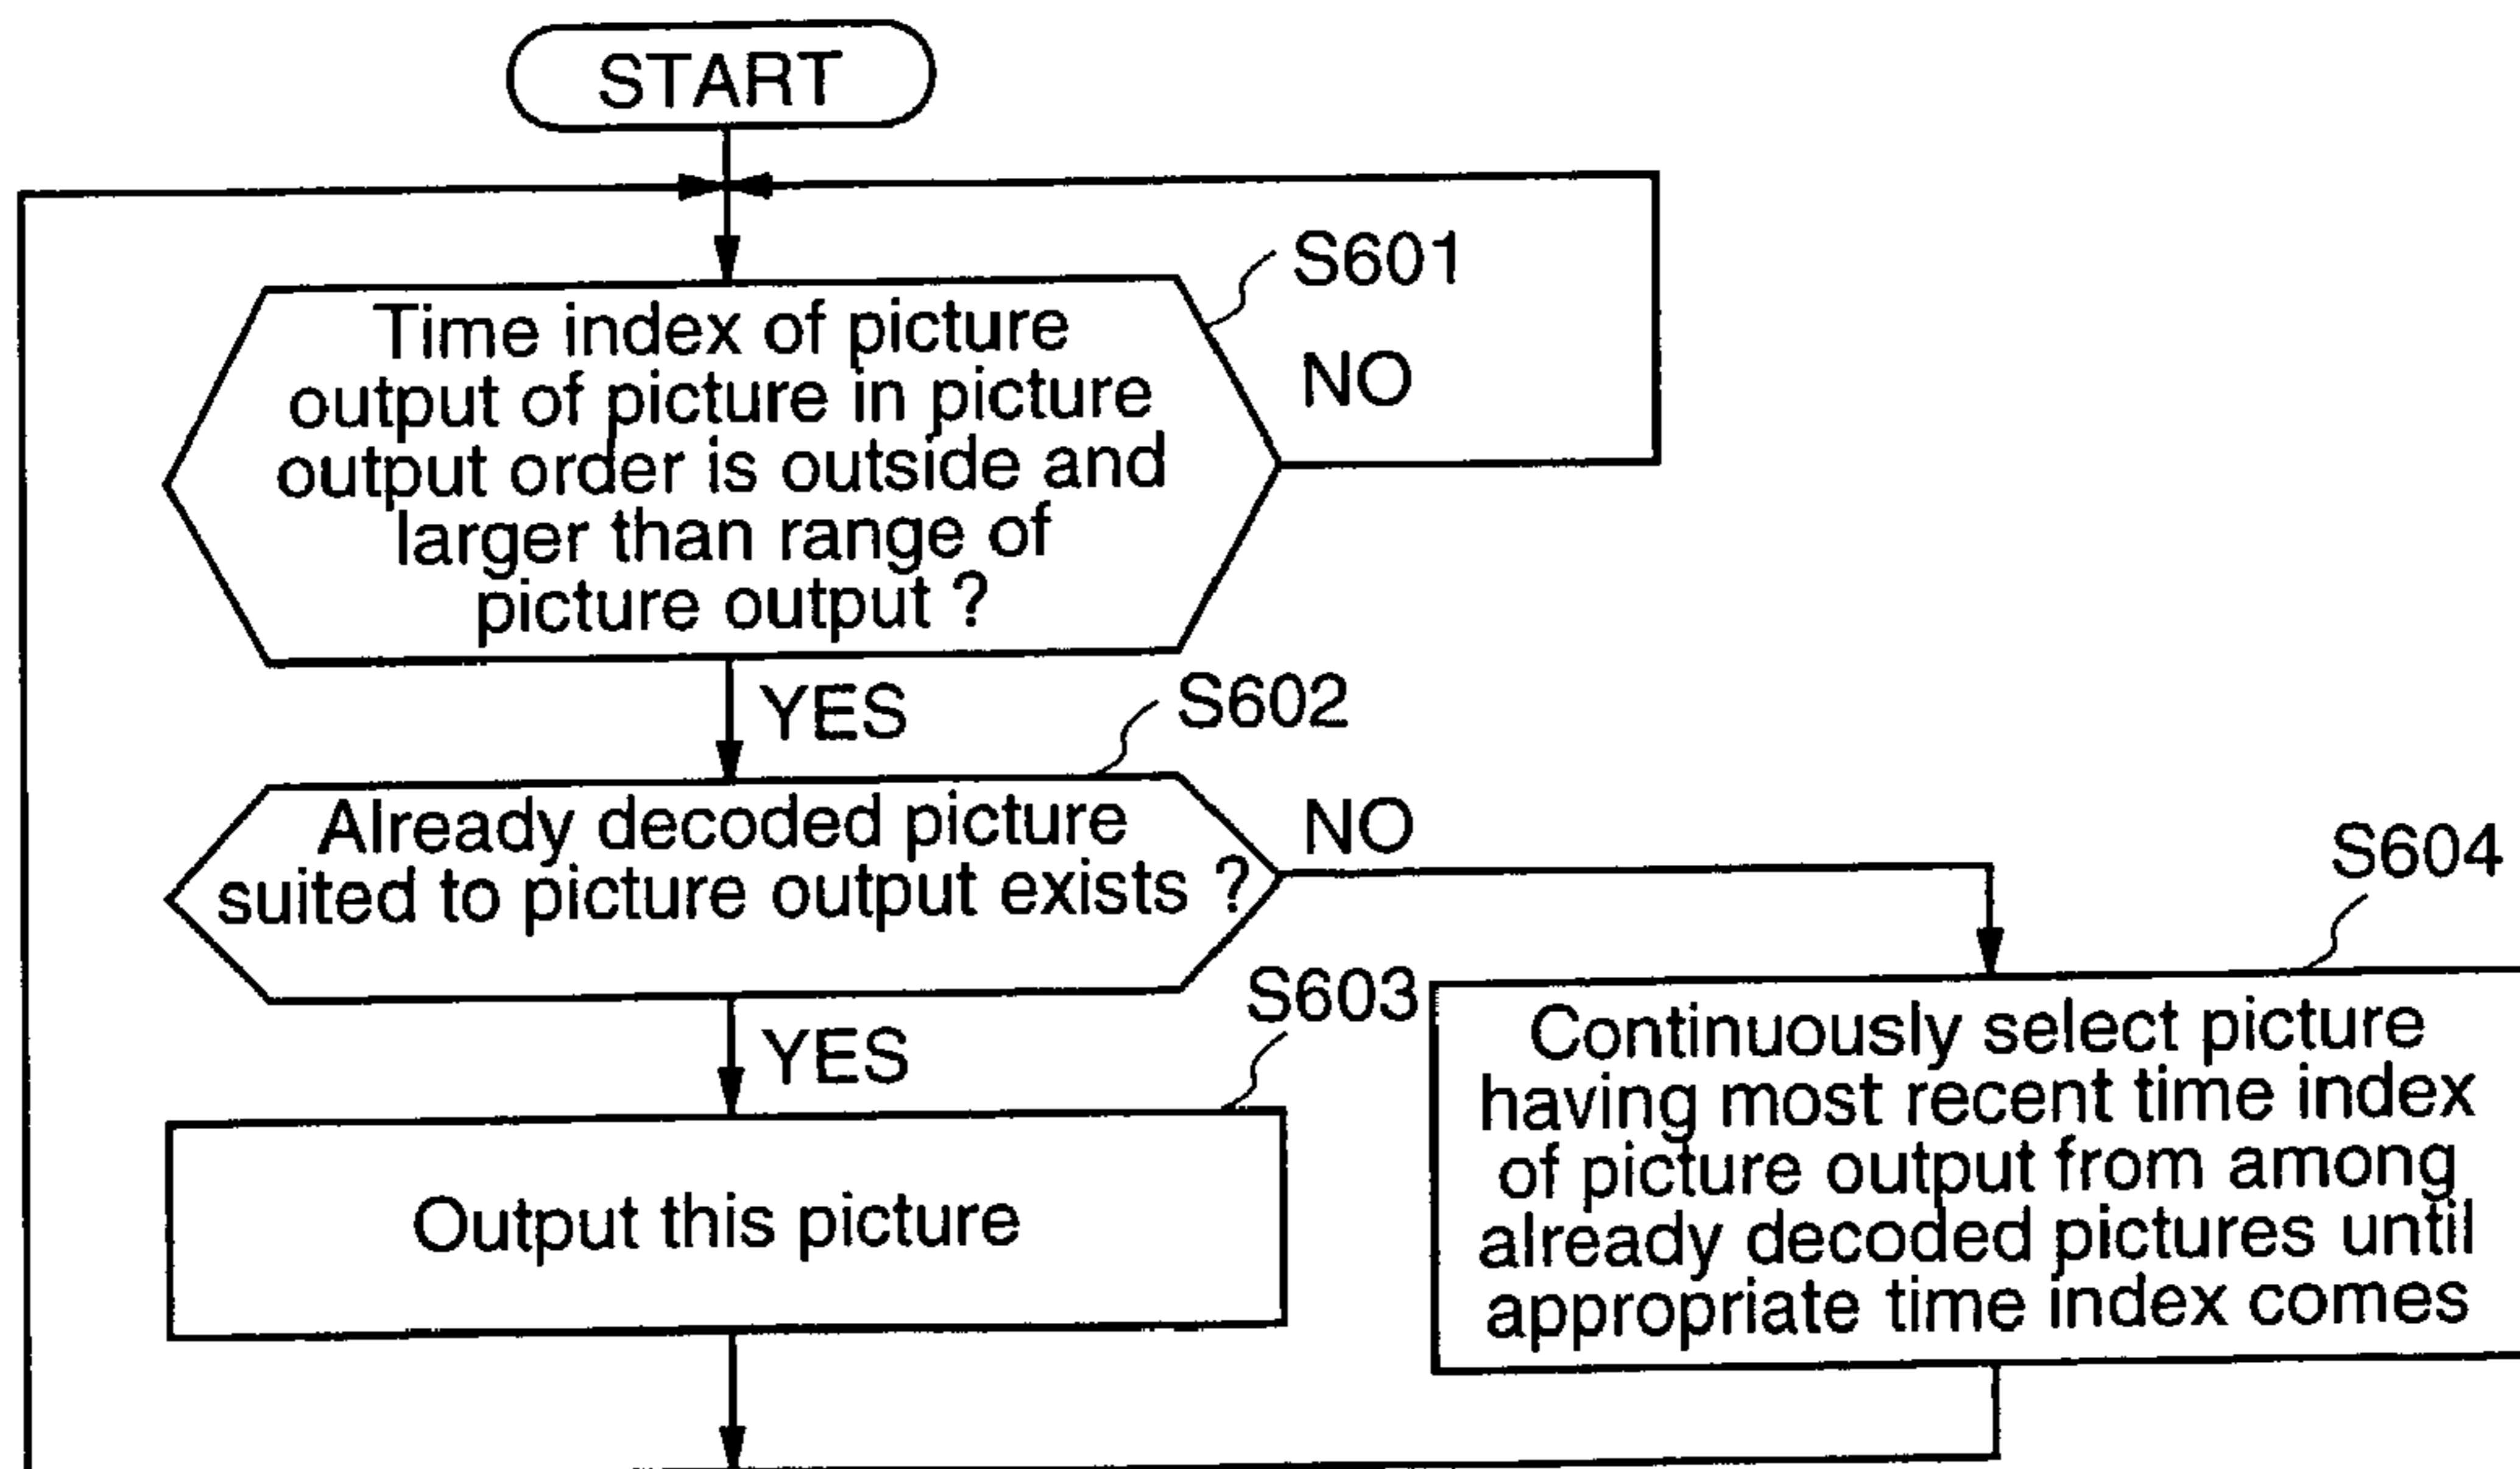 START
S601
Time index of picture
output of picture in picture
output order is outside and
larger than range of
picture output ?
NO
YES
S602
Already decoded picture
suited to picture output exists ?
NO
YES
S603
Output this picture
S604
Continuously select picture
having most recent time index
of picture output from among
already decoded pictures until
appropriate time index comes